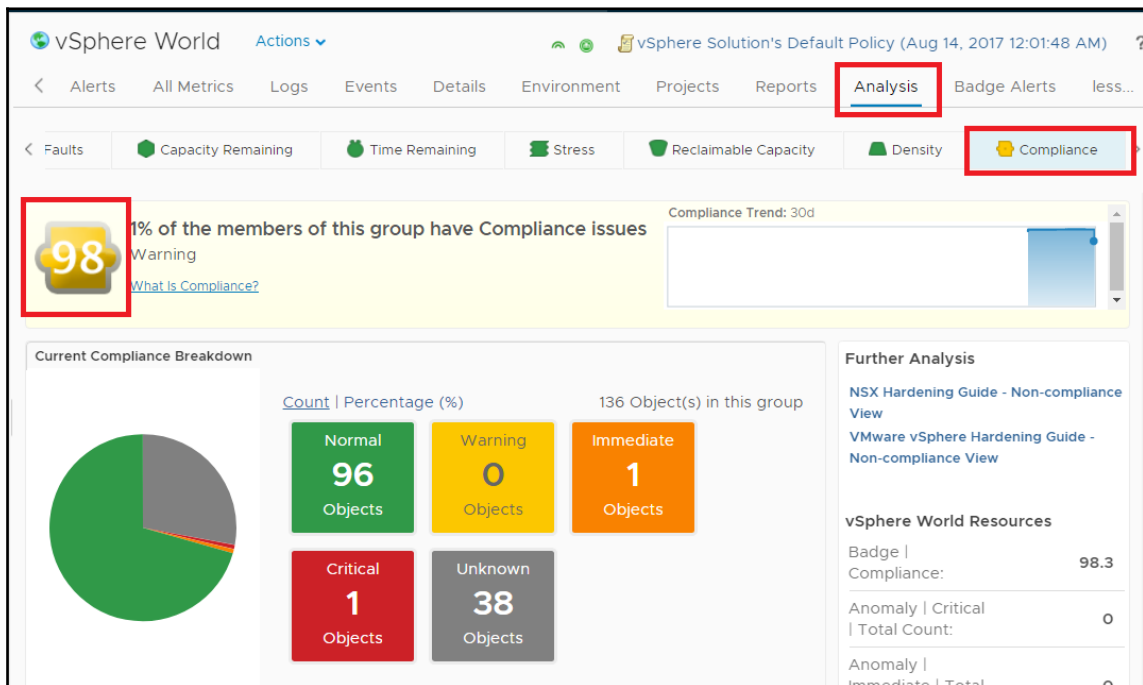 vSphere World Actions vSphere Solution's Default Policy (Aug 14, 2017 12:01:48 AM) ?
Alerts All Metrics Logs Events Details Environment Projects Reports Analysis Badge Alerts less...
Faults Capacity Remaining Time Remaining Stress Reclaimable Capacity Density Compliance
98
1% of the members of this group have Compliance issues
Warning
What Is Compliance?
Compliance Trend: 30d
Current Compliance Breakdown
Count | Percentage (%) 136 Object(s) in this group
Normal
96
Objects
Warning
0
Objects
Immediate
1
Objects
Critical
1
Objects
Unknown
38
Objects
Further Analysis
NSX Hardening Guide - Non-compliance
View
VMware vSphere Hardening Guide -
Non-compliance View
vSphere World Resources
Badge |
Compliance: 98.3
Anomaly | Critical
| Total Count: 0
Anomaly |
Immediate | Total 0